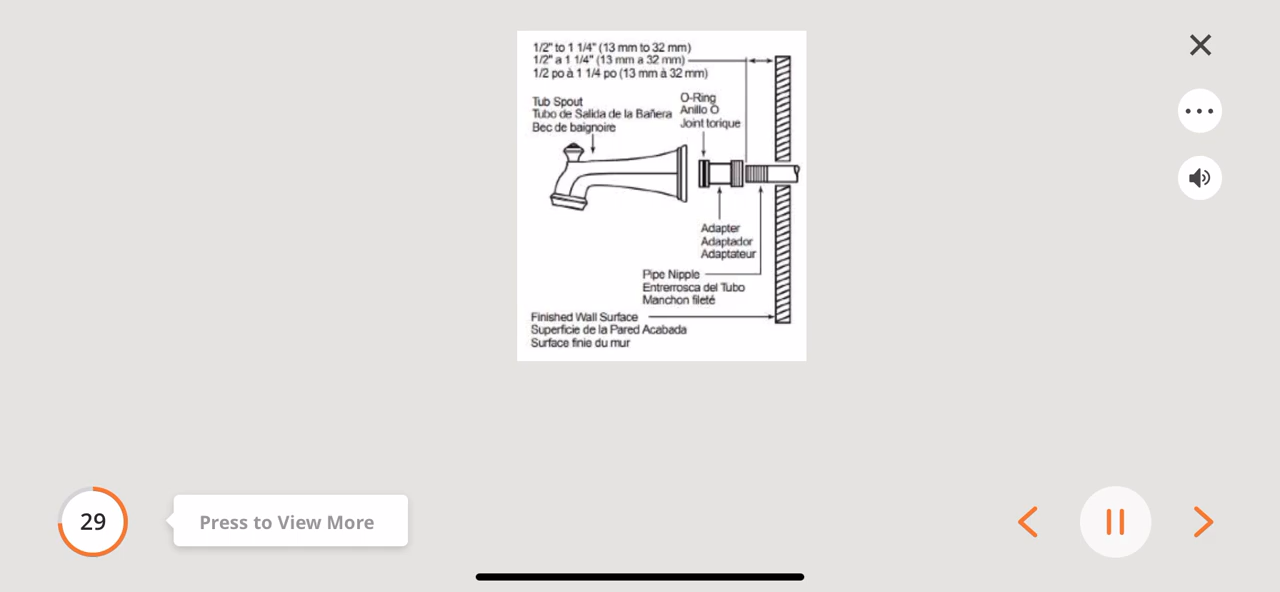 1/2" to 1 1/4" (13 mm to 32 mm)
1/2" a 1 1/4" (13 mm a 32 mm)
1/2 po à 1 1/4 po (13 mm à 32 mm)
Tub Spout
Tubo de Salida de la Bañera
Bec de baignoire
O-Ring
Anillo O
Joint torique
Adapter
Adaptador
Adaptateur
Pipe Nipple
Entrerrosca del Tubo
Manchon fileté
Finished Wall Surface
Superficie de la Pared Acabada
Surface finie du mur
29
Press to View More